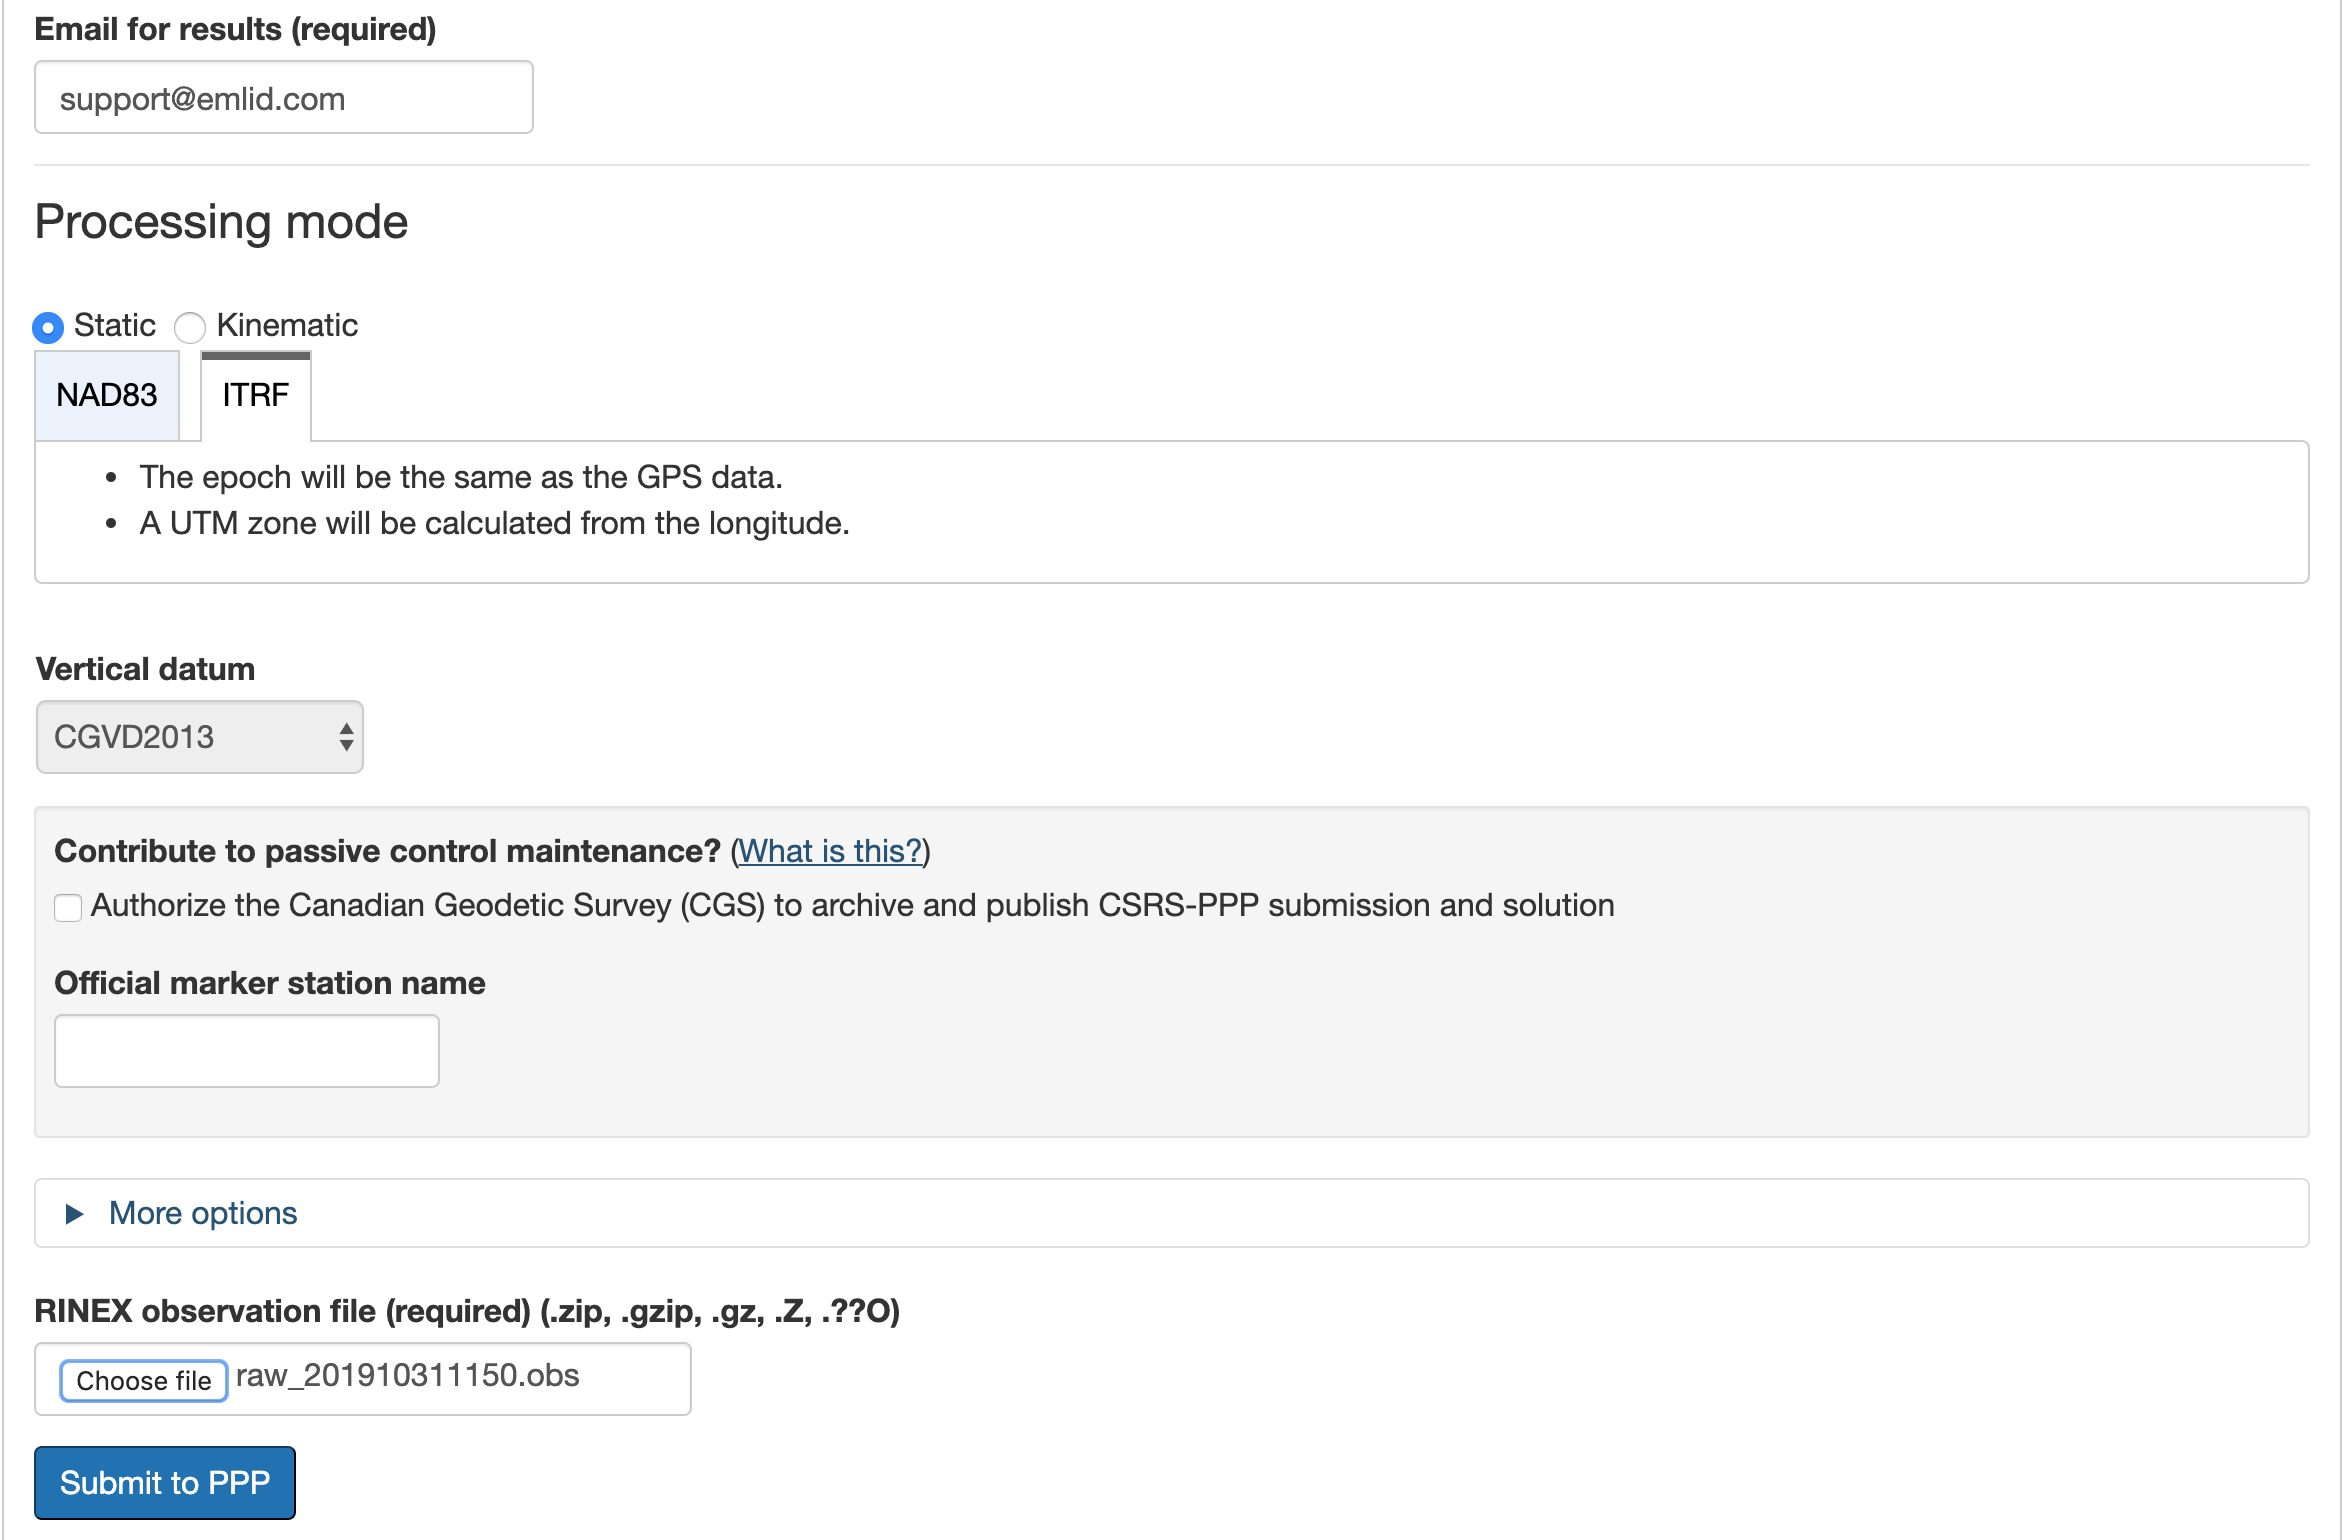 Email for results (required)
support@emlid.com
Processing mode
Static Kinematic
NAD83 ITRF
• The epoch will be the same as the GPS data.
• A UTM zone will be calculated from the longitude.
Vertical datum
CGVD2013
Contribute to passive control maintenance? (What is this?)
Authorize the Canadian Geodetic Survey (CGS) to archive and publish CSRS-PPP submission and solution
Official marker station name
More options
RINEX observation file (required) (.zip, .gzip, .gz, .Z, .??O)
Choose file raw_201910311150.obs
Submit to PPP